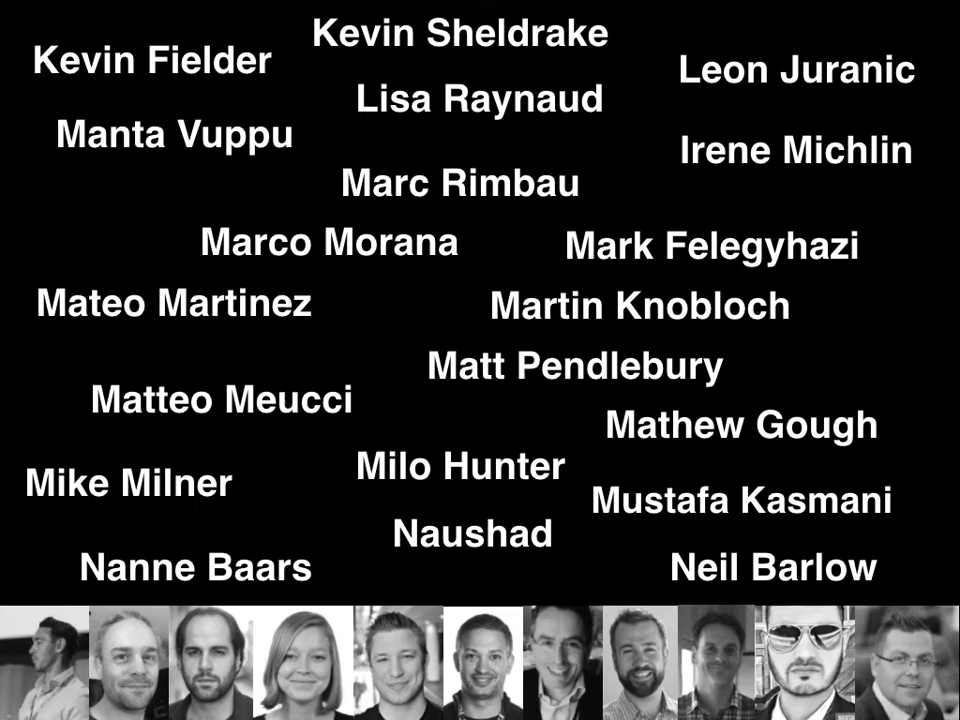 Kevin Sheldrake
Kevin Fielder
Leon Juranic
Lisa Raynaud
Manta Vuppu
Irene Michlin
Marc Rimbau
Marco Morana
Mark Felegyhazi
Mateo Martinez
Martin Knobloch
Matt Pendlebury
Matteo Meucci
Mathew Gough
Milo Hunter
Mike Milner
Mustafa Kasmani
Naushad
Nanne Baars
Neil Barlow